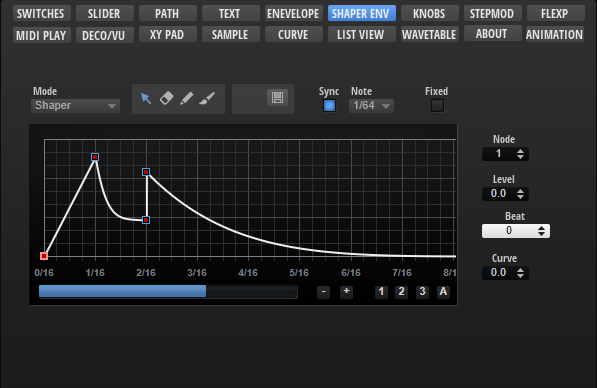 SWITCHES SLIDER PATH TEXT ENEVELOPE SHAPER ENV KNOBS STEPMOD FLEXP
MIDI PLAY DECO/VU XY PAD SAMPLE CURVE LIST VIEW WAVETABLE ABOUT ANIMATION
Mode Sync Note Fixed
Shaper 1/64
Node
1
Level
0.0
Beat
0
Curve
0.0
0/16 1/16 2/16 3/16 4/16 5/16 6/16 7/16 8/1
- + 1 2 3 A